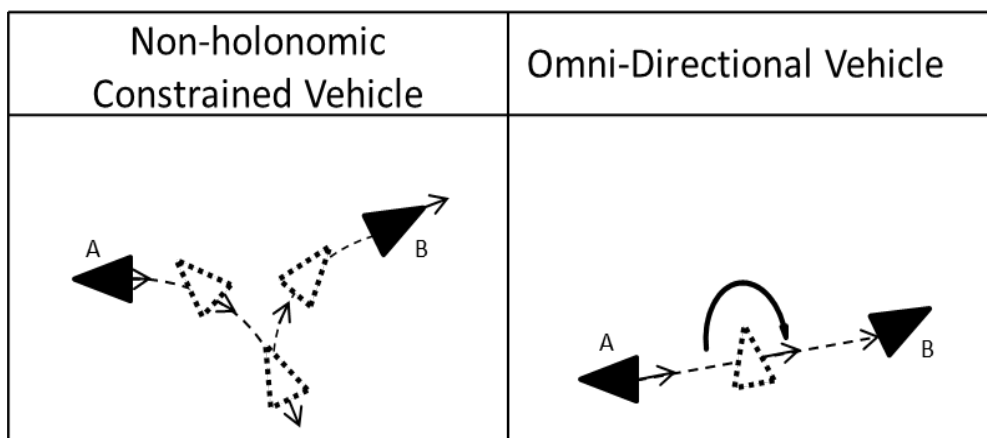 Non-holonomic
Constrained Vehicle
Omni-Directional Vehicle
A
B
A
B